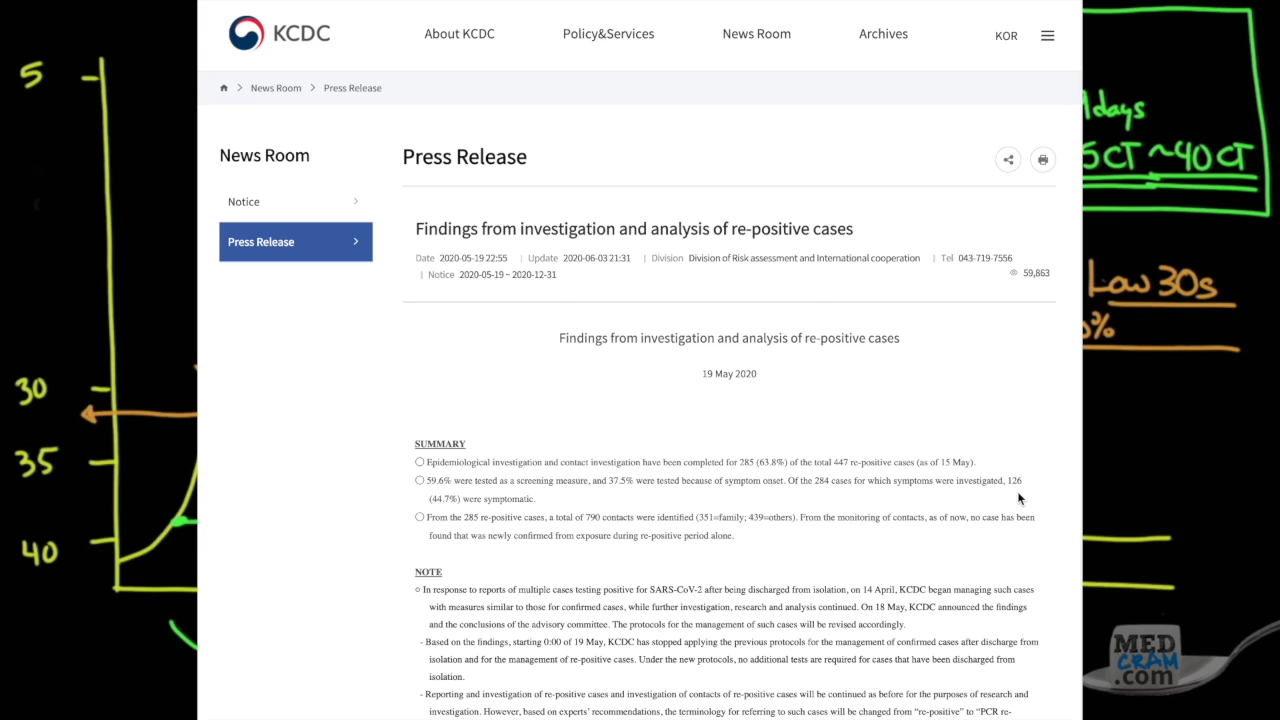 KCDC
About KCDC
Policy&Services
News Room
Archives
KOR
News Room
Press Release
News Room
Notice
Press Release
Press Release
Findings from investigation and analysis of re-positive cases
Date 2020-05-19 22:55 | Update 2020-06-03 21:31 | Division Division of Risk assessment and International cooperation | Tel 043-719-7556
| Notice 2020-05-19 ~ 2020-12-31
59,863
Findings from investigation and analysis of re-positive cases
19 May 2020
SUMMARY
○ Epidemiological investigation and contact investigation have been completed for 285 (63.8%) of the total 447 re-positive cases (as of 15 May).
○ 59.6% were tested as a screening measure, and 37.5% were tested because of symptom onset. Of the 284 cases for which symptoms were investigated, 126
(44.7%) were symptomatic.
○ From the 285 re-positive cases, a total of 790 contacts were identified (351=family; 439=others). From the monitoring of contacts, as of now, no case has been
found that was newly confirmed from exposure during re-positive period alone.
NOTE
○ In response to reports of multiple cases testing positive for SARS-CoV-2 after being discharged from isolation, on 14 April, KCDC began managing such cases
with measures similar to those for confirmed cases, while further investigation, research and analysis continued. On 18 May, KCDC announced the findings
and the conclusions of the advisory committee. The protocols for the management of such cases will be revised accordingly.
- Based on the findings, starting 0:00 of 19 May, KCDC has stopped applying the previous protocols for the management of confirmed cases after discharge from
isolation and for the management of re-positive cases. Under the new protocols, no additional tests are required for cases that have been discharged from
isolation.
- Reporting and investigation of re-positive cases and investigation of contacts of re-positive cases will be continued as before for the purposes of research and
investigation. However, based on experts' recommendations, the terminology for referring to such cases will be changed from "re-positive" to "PCR re-
5
30
35
40
days
CT ~40 CT
Low 30s
%
MED
CRAM
.com